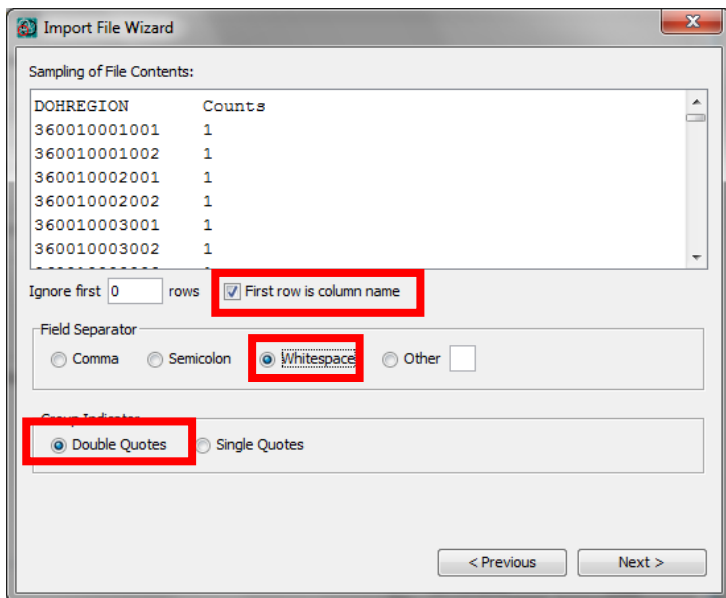 Import File Wizard
Sampling of File Contents:
DOHREGION Counts
360010001001 1
360010001002 1
360010002001 1
360010002002 1
360010003001 1
360010003002 1
Ignore first 0 rows First row is column name
Field Separator
Comma Semicolon Whitespace Other
Group Indicator
Double Quotes Single Quotes
< Previous Next >